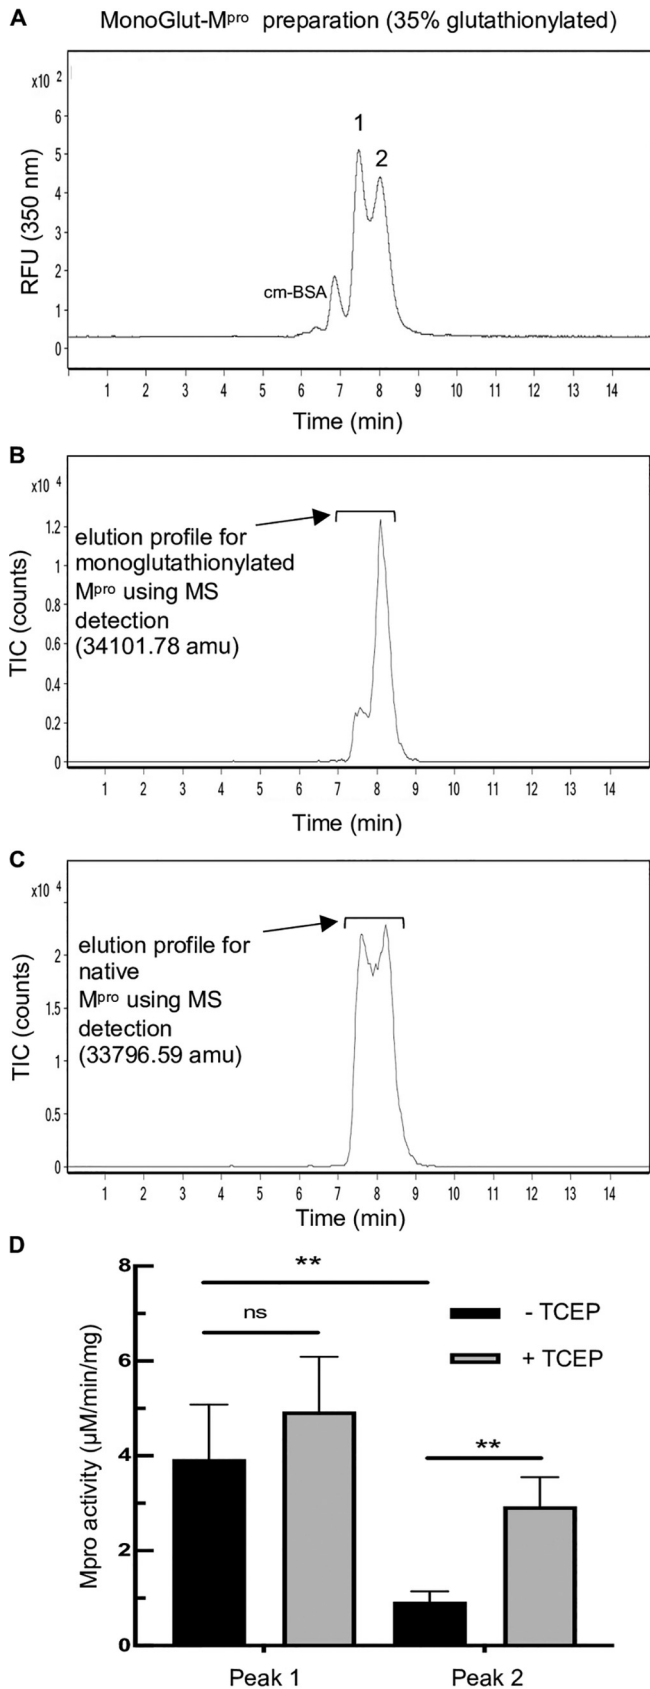 A
MonoGlut-Mᵖʳᵒ preparation (35% glutathionylated)
x10 ²
6
5
4
3
2
1
0
RFU (350 nm)
1
2
cm-BSA
1 2 3 4 5 6 7 8 9 10 11 12 13 14
Time (min)
B
x10 ⁴
1.2
1
0.8
0.6
0.4
0.2
0
TIC (counts)
elution profile for
monoglutathionylated
Mᵖʳᵒ using MS
detection
(34101.78 amu)
1 2 3 4 5 6 7 8 9 10 11 12 13 14
Time (min)
C
x10 ⁴
2
1.5
1
0.5
0
TIC (counts)
elution profile for
native
Mᵖʳᵒ using MS
detection
(33796.59 amu)
1 2 3 4 5 6 7 8 9 10 11 12 13 14
Time (min)
D
8
6
4
2
0
Mpro activity (µM/min/mg)
**
ns
**
- TCEP
+ TCEP
Peak 1 Peak 2